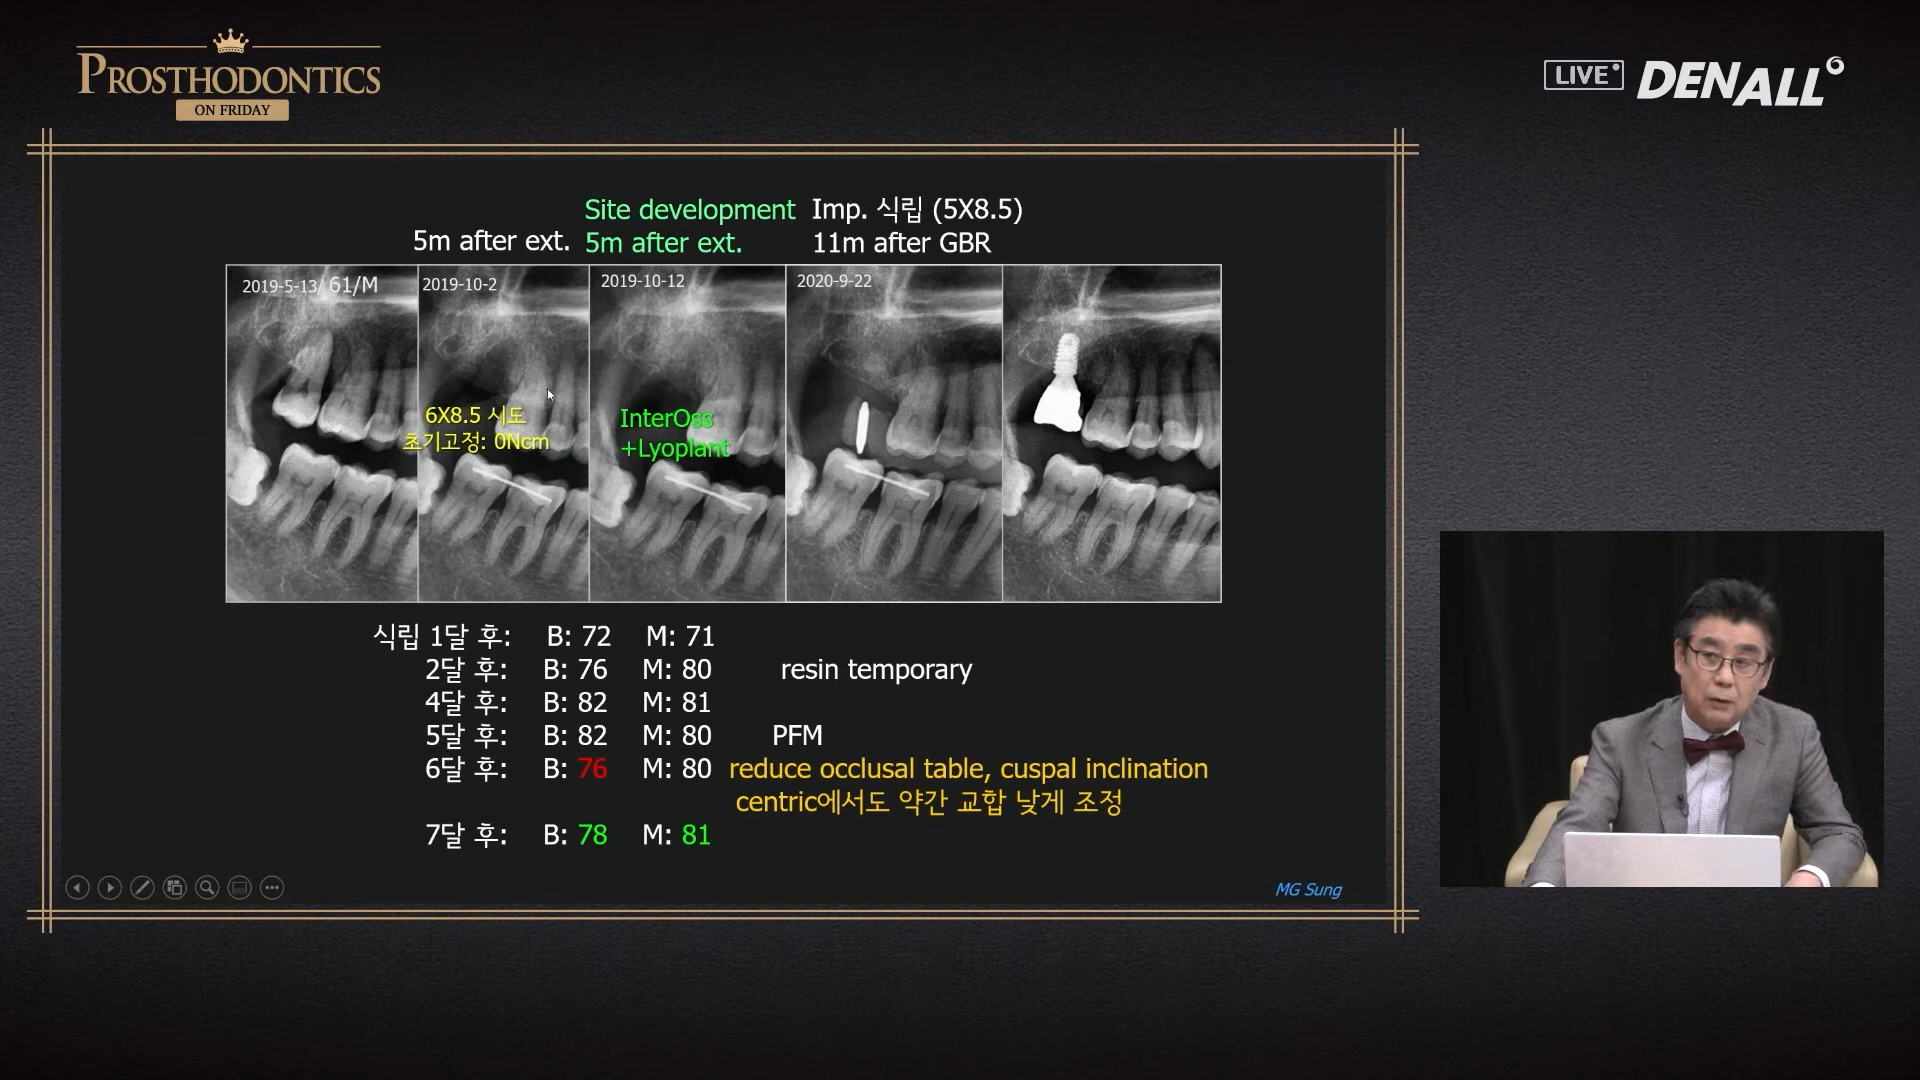 PROSTHODONTICS
ON FRIDAY
LIVE
DENALL
Site development
5m after ext.
5m after ext.
Imp. 식립 (5X8.5)
11m after GBR
2019-5-13/ 61/M
2019-10-2
2019-10-12
2020-9-22
6X8.5 시도
초기고정: 0Ncm
InterOss
+Lyoplant
식립 1달 후: B: 72 M: 71
2달 후: B: 76 M: 80 resin temporary
4달 후: B: 82 M: 81
5달 후: B: 82 M: 80 PFM
6달 후: B: 76 M: 80 reduce occlusal table, cuspal inclination
centric에서도 약간 교합 낮게 조정
7달 후: B: 78 M: 81
MG Sung